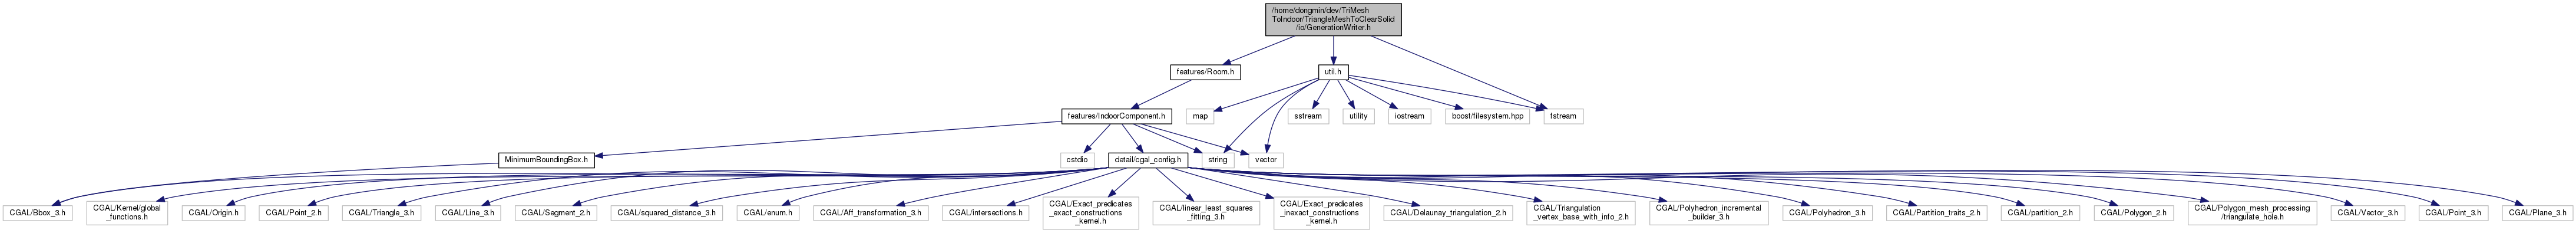 /home/dongmin/dev/TriMesh
ToIndoor/TriangleMeshToClearSolid
/io/GenerationWriter.h
features/Room.h
util.h
features/IndoorComponent.h
map
sstream
utility
iostream
boost/filesystem.hpp
fstream
MinimumBoundingBox.h
cstdio
detail/cgal_config.h
string
vector
CGAL/Bbox_3.h
CGAL/Kernel/global
_functions.h
CGAL/Origin.h
CGAL/Point_2.h
CGAL/Triangle_3.h
CGAL/Line_3.h
CGAL/Segment_2.h
CGAL/squared_distance_3.h
CGAL/enum.h
CGAL/Aff_transformation_3.h
CGAL/intersections.h
CGAL/Exact_predicates
_exact_constructions
_kernel.h
CGAL/linear_least_squares
_fitting_3.h
CGAL/Exact_predicates
_inexact_constructions
_kernel.h
CGAL/Delaunay_triangulation_2.h
CGAL/Triangulation
_vertex_base_with_info_2.h
CGAL/Polyhedron_incremental
_builder_3.h
CGAL/Polyhedron_3.h
CGAL/Partition_traits_2.h
CGAL/partition_2.h
CGAL/Polygon_2.h
CGAL/Polygon_mesh_processing
/triangulate_hole.h
CGAL/Vector_3.h
CGAL/Point_3.h
CGAL/Plane_3.h